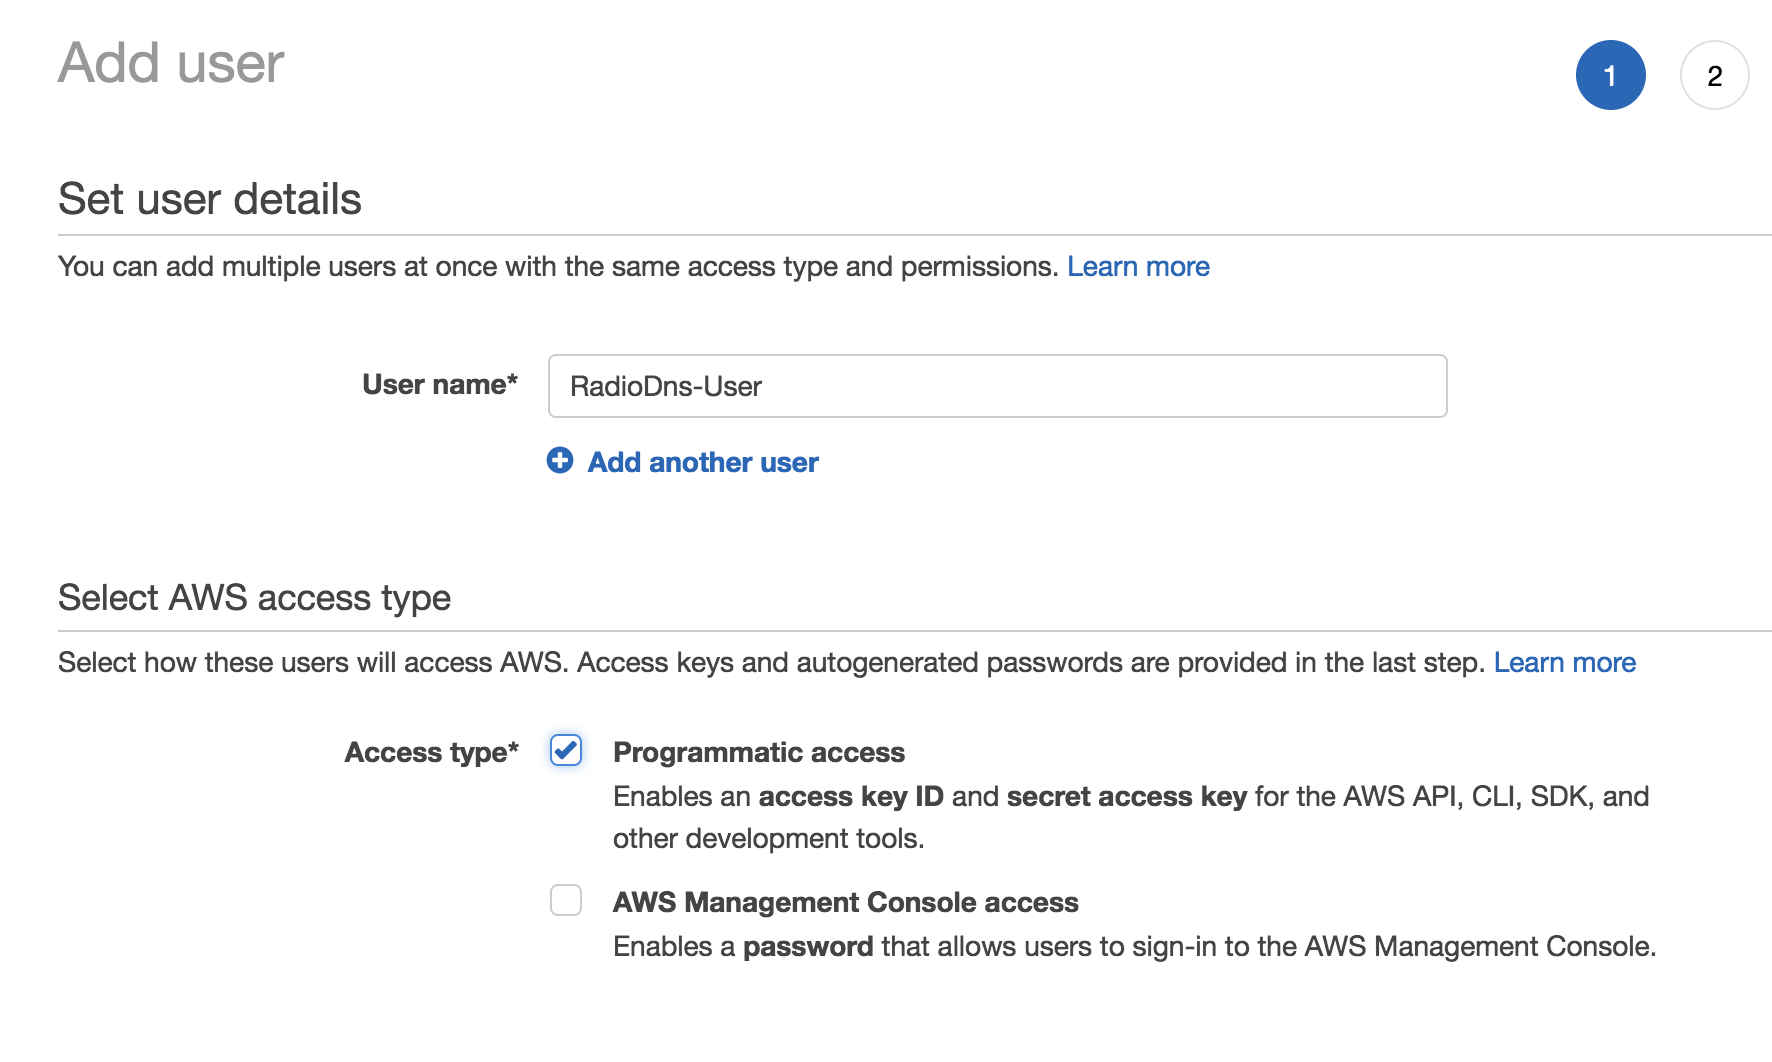 Add user
1
2
Set user details
You can add multiple users at once with the same access type and permissions. Learn more
User name*
RadioDns-User
Add another user
Select AWS access type
Select how these users will access AWS. Access keys and autogenerated passwords are provided in the last step. Learn more
Access type*
Programmatic access
Enables an access key ID and secret access key for the AWS API, CLI, SDK, and
other development tools.
AWS Management Console access
Enables a password that allows users to sign-in to the AWS Management Console.